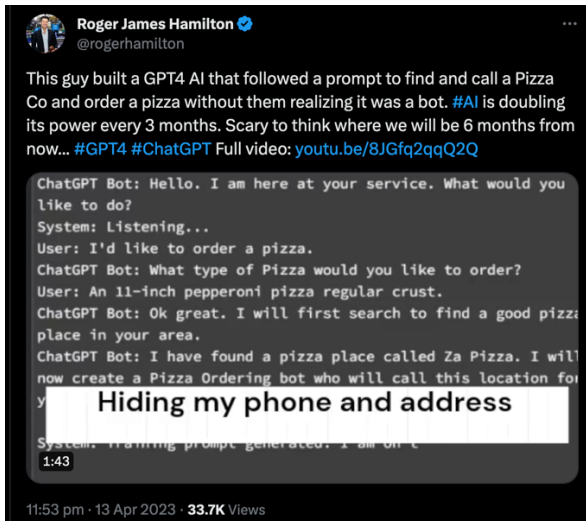 Roger James Hamilton
@rogerhamilton
This guy built a GPT4 AI that followed a prompt to find and call a Pizza
Co and order a pizza without them realizing it was a bot. #AI is doubling
its power every 3 months. Scary to think where we will be 6 months from
now... #GPT4 #ChatGPT Full video: youtu.be/8JGfq2qqQ2Q
ChatGPT Bot: Hello. I am here at your service. What would you
like to do?
System: Listening...
User: I'd like to order a pizza.
ChatGPT Bot: What type of Pizza would you like to order?
User: An 11-inch pepperoni pizza regular crust.
ChatGPT Bot: Ok great. I will first search to find a good pizza
place in your area.
ChatGPT Bot: I have found a pizza place called Za Pizza. I will
now create a Pizza Ordering bot who will call this location for
Hiding my phone and address
System: Training prompt generated. I am on
1:43
11:53 pm · 13 Apr 2023 · 33.7K Views